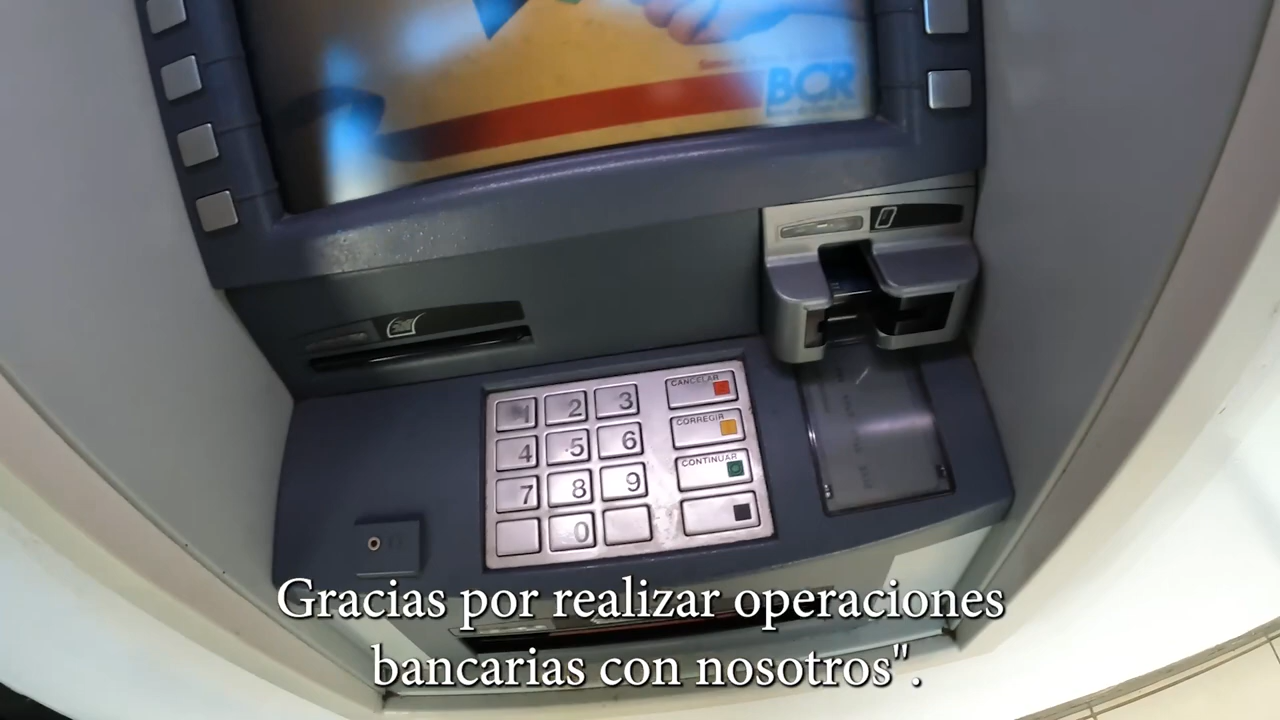 BCR
CANCELAR
1 2 3
CORREGIR
4 5 6
CONTINUAR
7 8 9
0
Gracias por realizar operaciones
bancarias con nosotros".